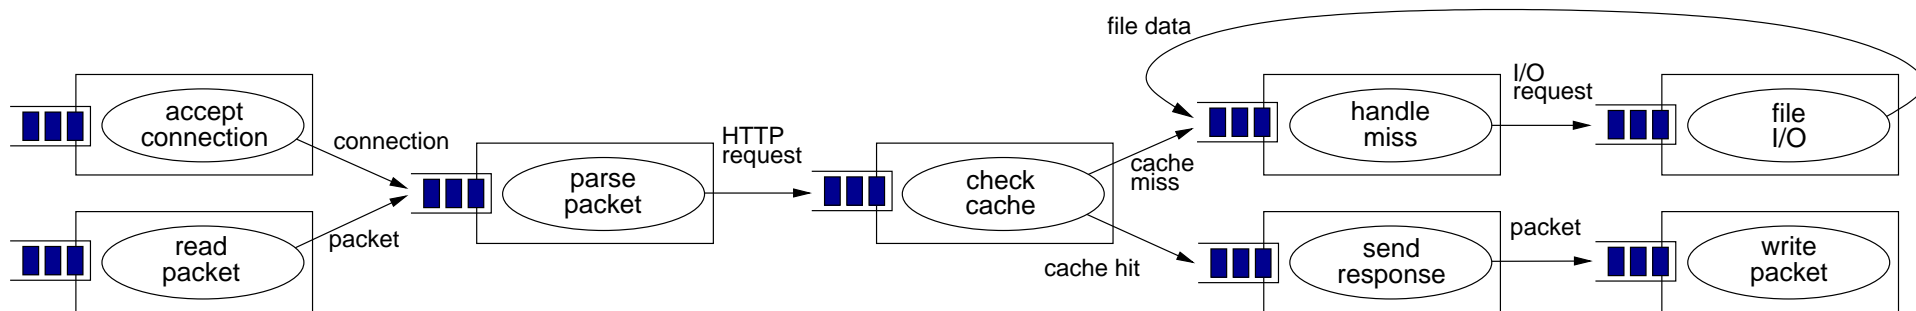 file data
accept
connection
connection
HTTP
request
handle
miss
I/O
request
file
I/O
parse
packet
check
cache
cache
miss
read
packet
packet
cache hit
send
response
packet
write
packet